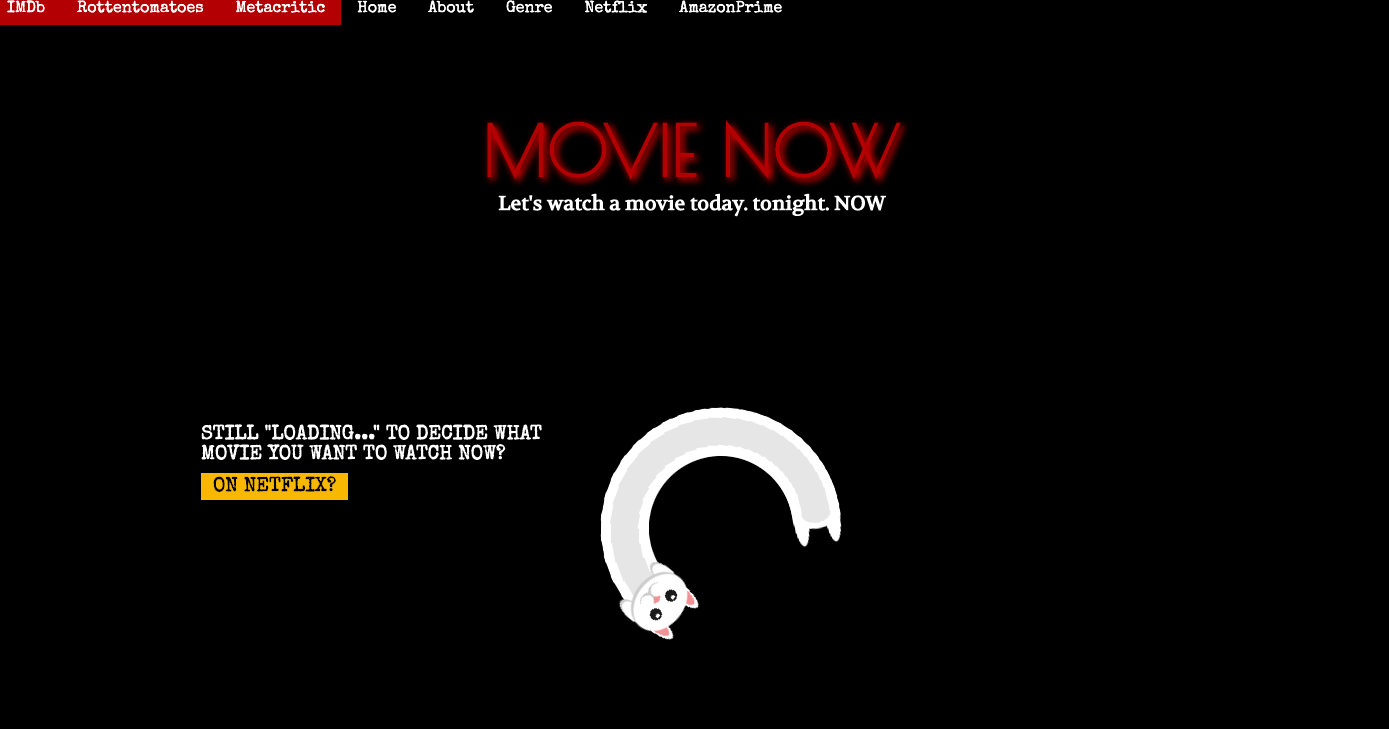 IMDb Rottentomatoes Metacritic Home About Genre Netflix AmazonPrime
MOVIE NOW
Let's watch a movie today. tonight. NOW
STILL "LOADING..." TO DECIDE WHAT
MOVIE YOU WANT TO WATCH NOW?
ON NETFLIX?